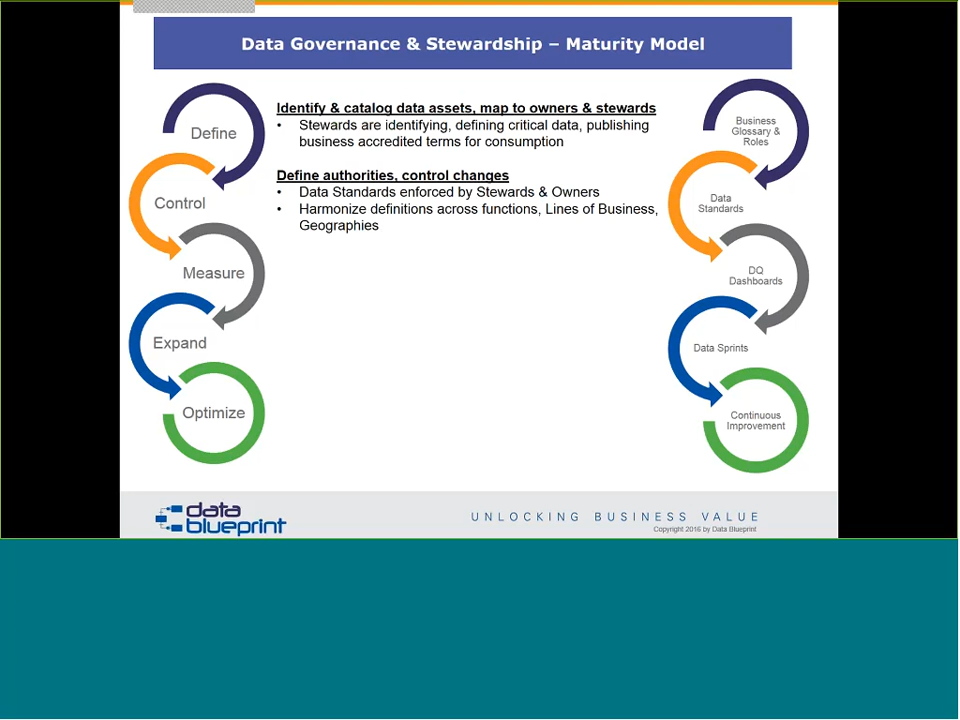 Data Governance & Stewardship – Maturity Model
Define
Control
Measure
Expand
Optimize
Identify & catalog data assets, map to owners & stewards
• Stewards are identifying, defining critical data, publishing
business accredited terms for consumption
Define authorities, control changes
• Data Standards enforced by Stewards & Owners
• Harmonize definitions across functions, Lines of Business,
Geographies
Business
Glossary &
Roles
Data
Standards
DQ
Dashboards
Data Sprints
Continuous
Improvement
data
blueprint
UNLOCKING BUSINESS VALUE
Copyright 2016 by Data Blueprint